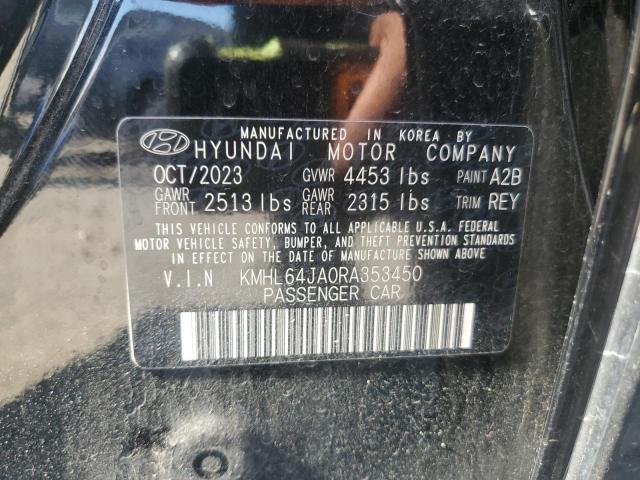 MANUFACTURED IN KOREA BY
HYUNDAI MOTOR COMPANY
OCT/2023 GVWR 4453 lbs PAINT A2B
GAWR FRONT 2513 lbs GAWR REAR 2315 lbs TRIM REY
THIS VEHICLE CONFORMS TO ALL APPLICABLE U.S.A. FEDERAL
MOTOR VEHICLE SAFETY, BUMPER, AND THEFT PREVENTION STANDARDS
IN EFFECT ON THE DATE OF MANUFACTURE SHOWN ABOVE.
V.I.N KMHL64JA0RA353450
PASSENGER CAR